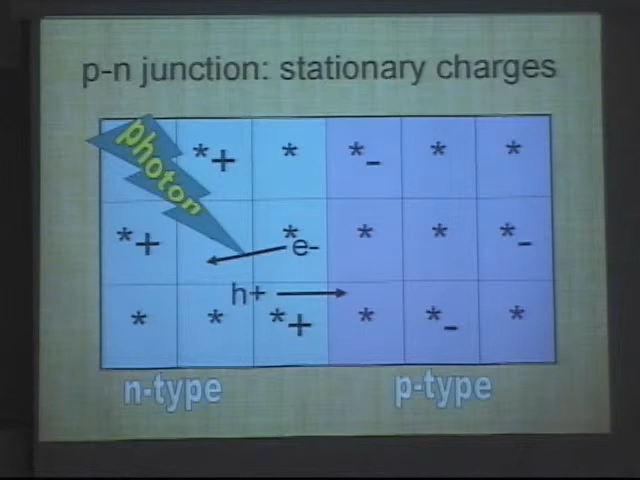 p-n junction: stationary charges
photon
*+ * *- * *
*+ * e- * * *-
h+
* * *+ * *- *
n-type p-type